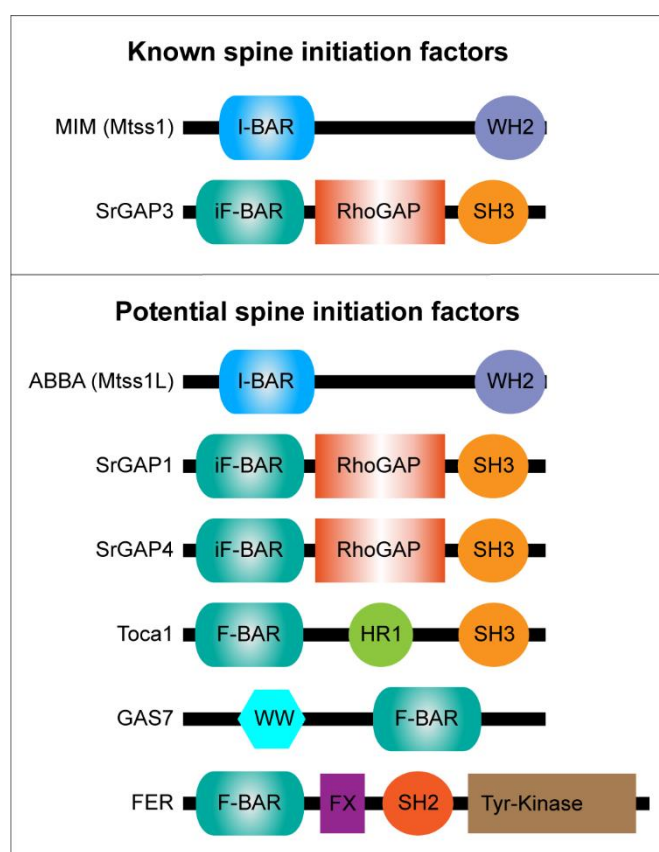 Known spine initiation factors
MIM (Mtss1) I-BAR WH2
SrGAP3 iF-BAR RhoGAP SH3
Potential spine initiation factors
ABBA (Mtss1L) I-BAR WH2
SrGAP1 iF-BAR RhoGAP SH3
SrGAP4 iF-BAR RhoGAP SH3
Toca1 F-BAR HR1 SH3
GAS7 WW F-BAR
FER F-BAR FX SH2 Tyr-Kinase